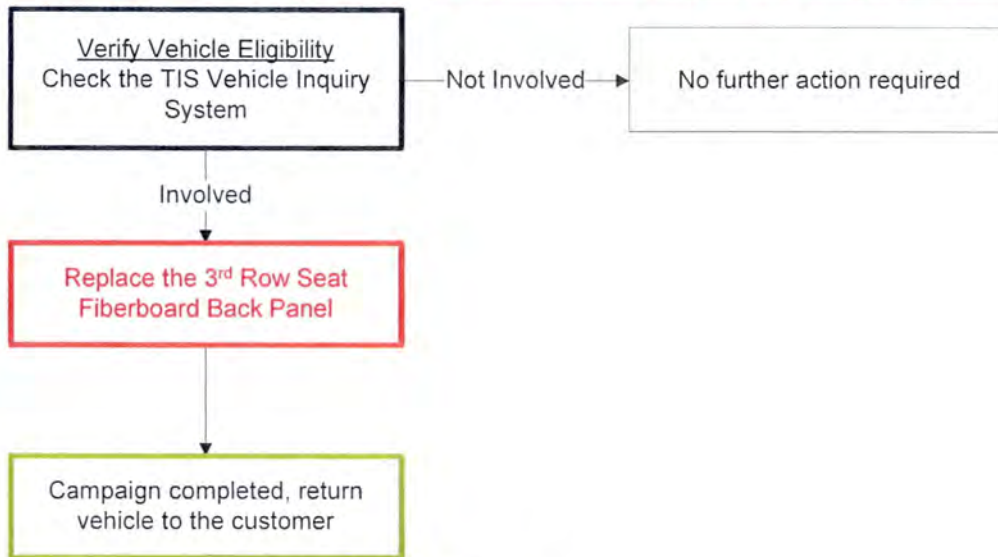 Verify Vehicle Eligibility
Check the TIS Vehicle Inquiry
System
Not Involved
No further action required
Involved
Replace the 3rd Row Seat
Fiberboard Back Panel
Campaign completed, return
vehicle to the customer